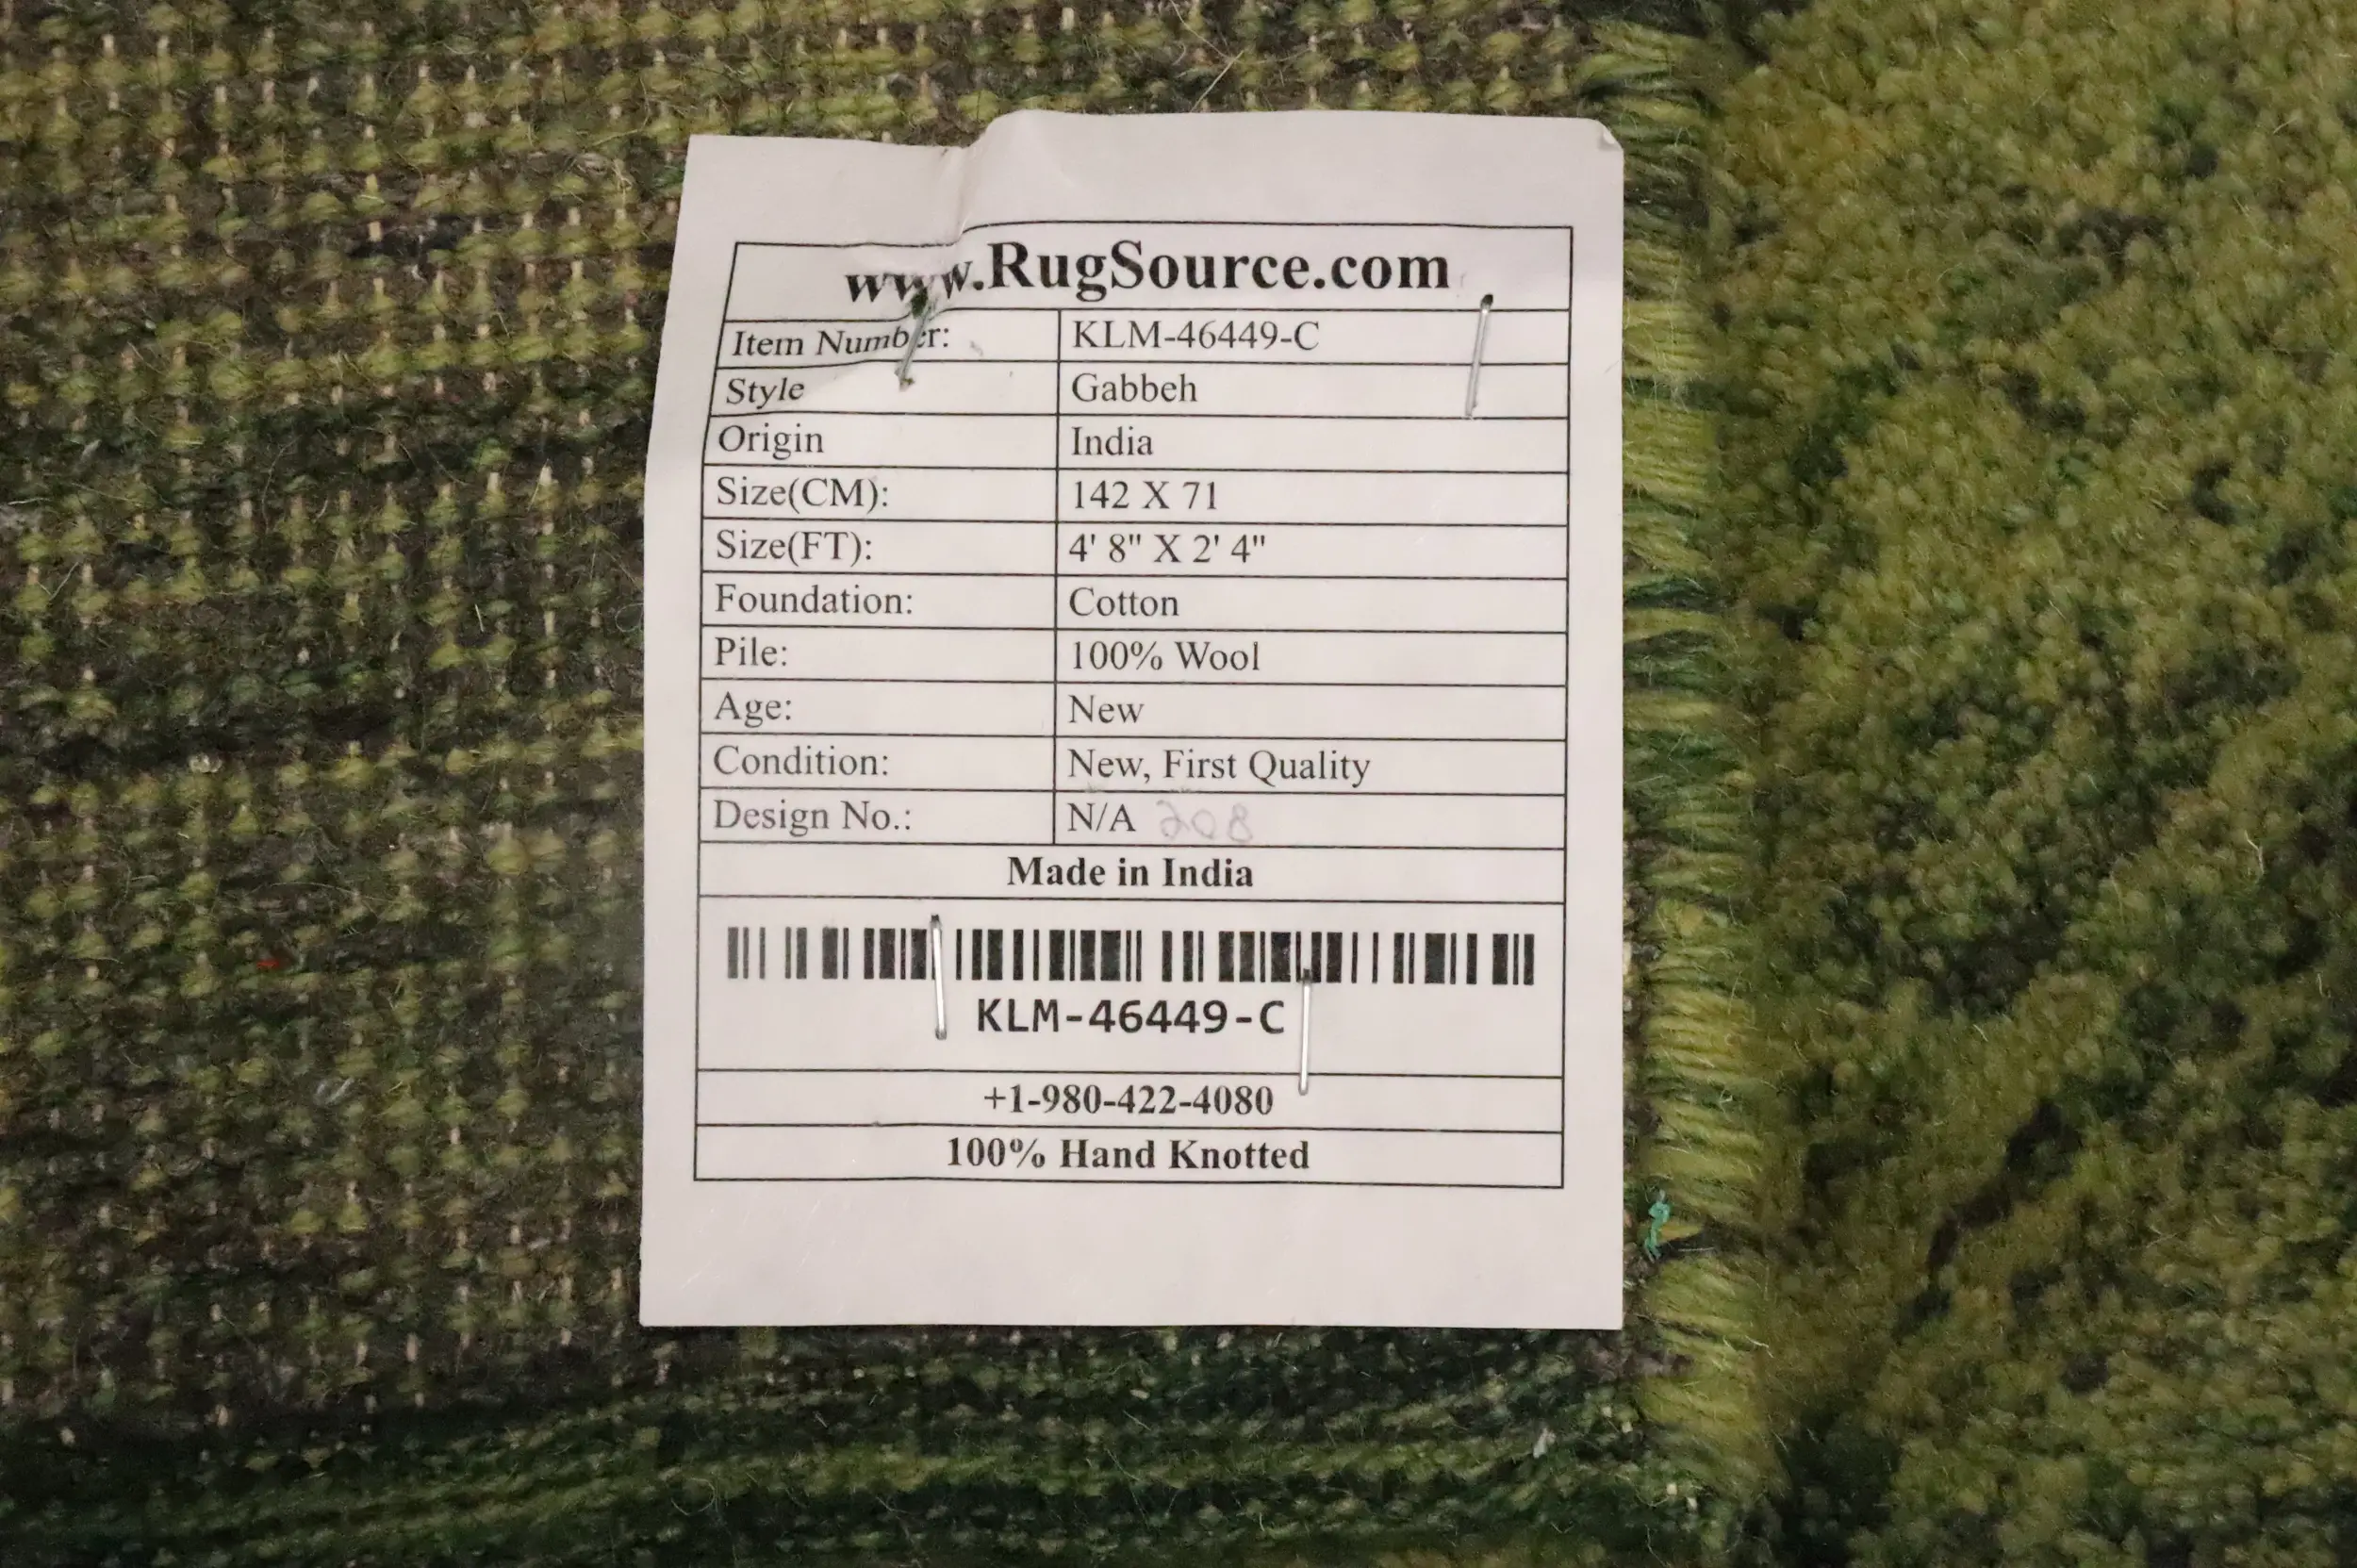 www.RugSource.com
Item Number: KLM-46449-C
Style Gabbeh
Origin India
Size(CM): 142 X 71
Size(FT): 4' 8" X 2' 4"
Foundation: Cotton
Pile: 100% Wool
Age: New
Condition: New, First Quality
Design No.: N/A 208
Made in India
KLM-46449-C
+1-980-422-4080
100% Hand Knotted